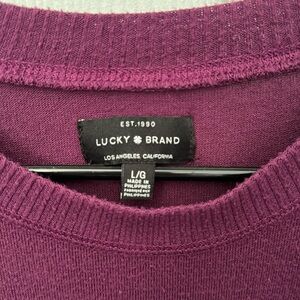 EST. 1990
LUCKY BRAND
LOS ANGELES, CALIFORNIA
L/G
MADE IN
PHILIPPINES